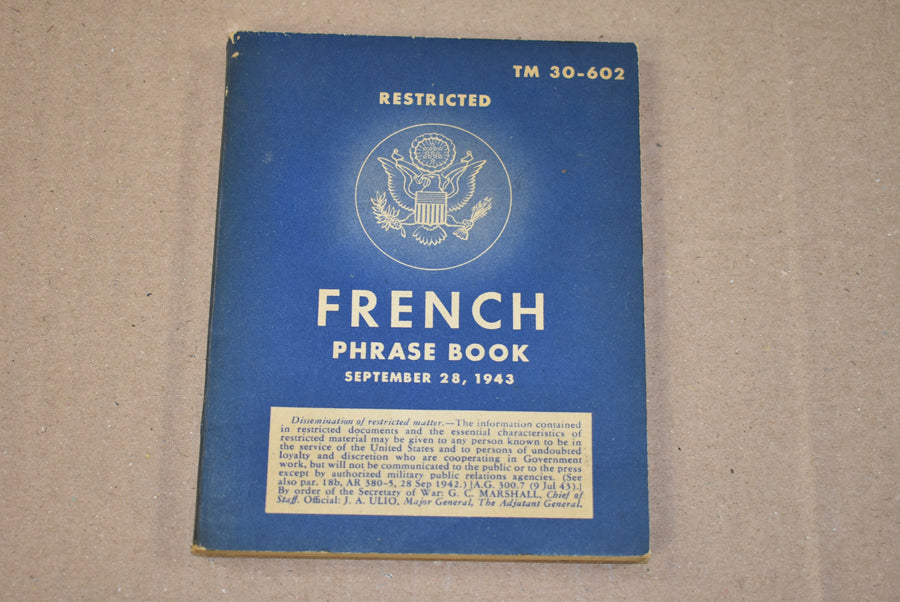 TM 30-602
RESTRICTED
FRENCH
PHRASE BOOK
SEPTEMBER 28, 1943
Dissemination of restricted matter.—The information contained
in restricted documents and the essential characteristics of
restricted material may be given to any person known to be in
the service of the United States and to persons of undoubted
loyalty and discretion who are cooperating in Government
work, but will not be communicated to the public or to the press
except by authorized military public relations agencies. (See
also par. 18b, AR 380-5, 28 Sep 1942.) [A.G. 300.7 (9 Jul 43).]
By order of the Secretary of War: G. C. MARSHALL, Chief of
Staff. Official: J. A. ULIO, Major General, The Adjutant General.